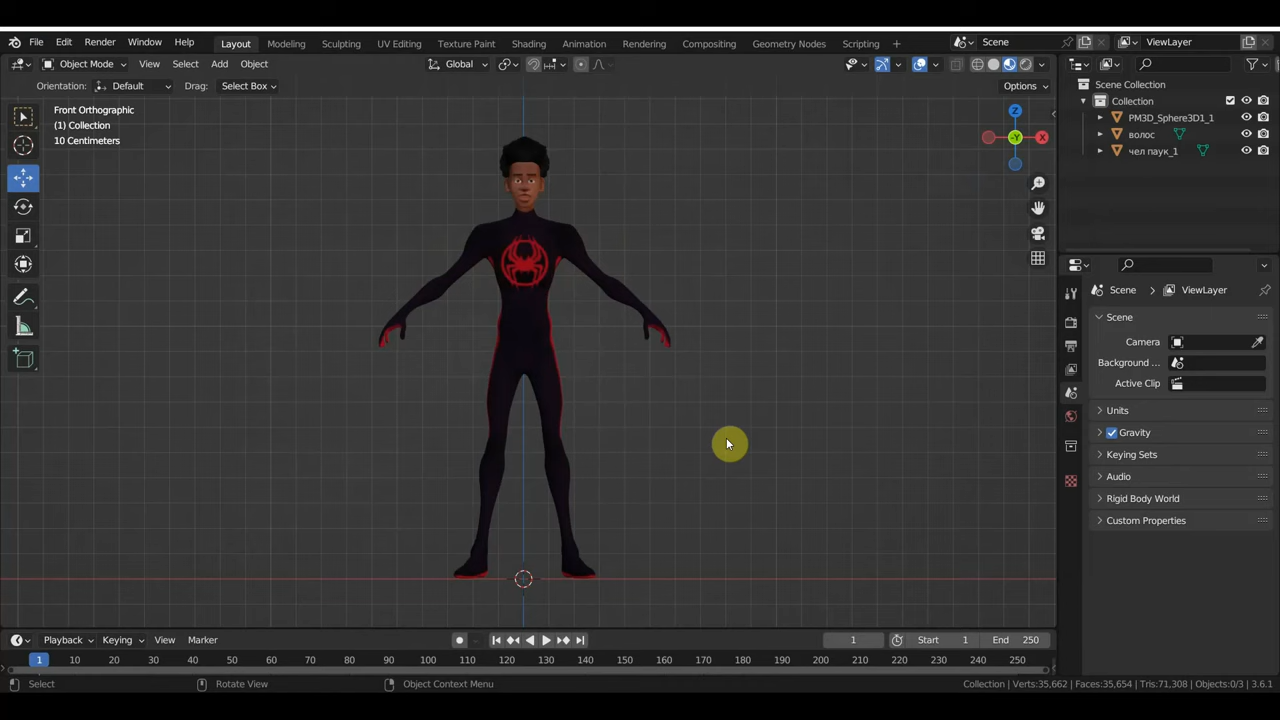 File Edit Render Window Help Layout Modeling Sculpting UV Editing Texture Paint Shading Animation Rendering Compositing Geometry Nodes Scripting + Scene ViewLayer
Object Mode View Select Add Object Global
Orientation: Default Drag: Select Box Options
Front Orthographic
(1) Collection
10 Centimeters
Z
X
-Y
Scene Collection
Collection
PM3D_Sphere3D1_1
волос
чел паук_1
Scene > ViewLayer
Scene
Camera
Background ...
Active Clip
Units
Gravity
Keying Sets
Audio
Rigid Body World
Custom Properties
Playback Keying View Marker 1 Start 1 End 250
1 10 20 30 40 50 60 70 80 90 100 110 120 130 140 150 160 170 180 190 200 210 220 230 240 250
Select Rotate View Object Context Menu Collection | Verts:35,662 | Faces:35,654 | Tris:71,308 | Objects:0/3 | 3.6.1